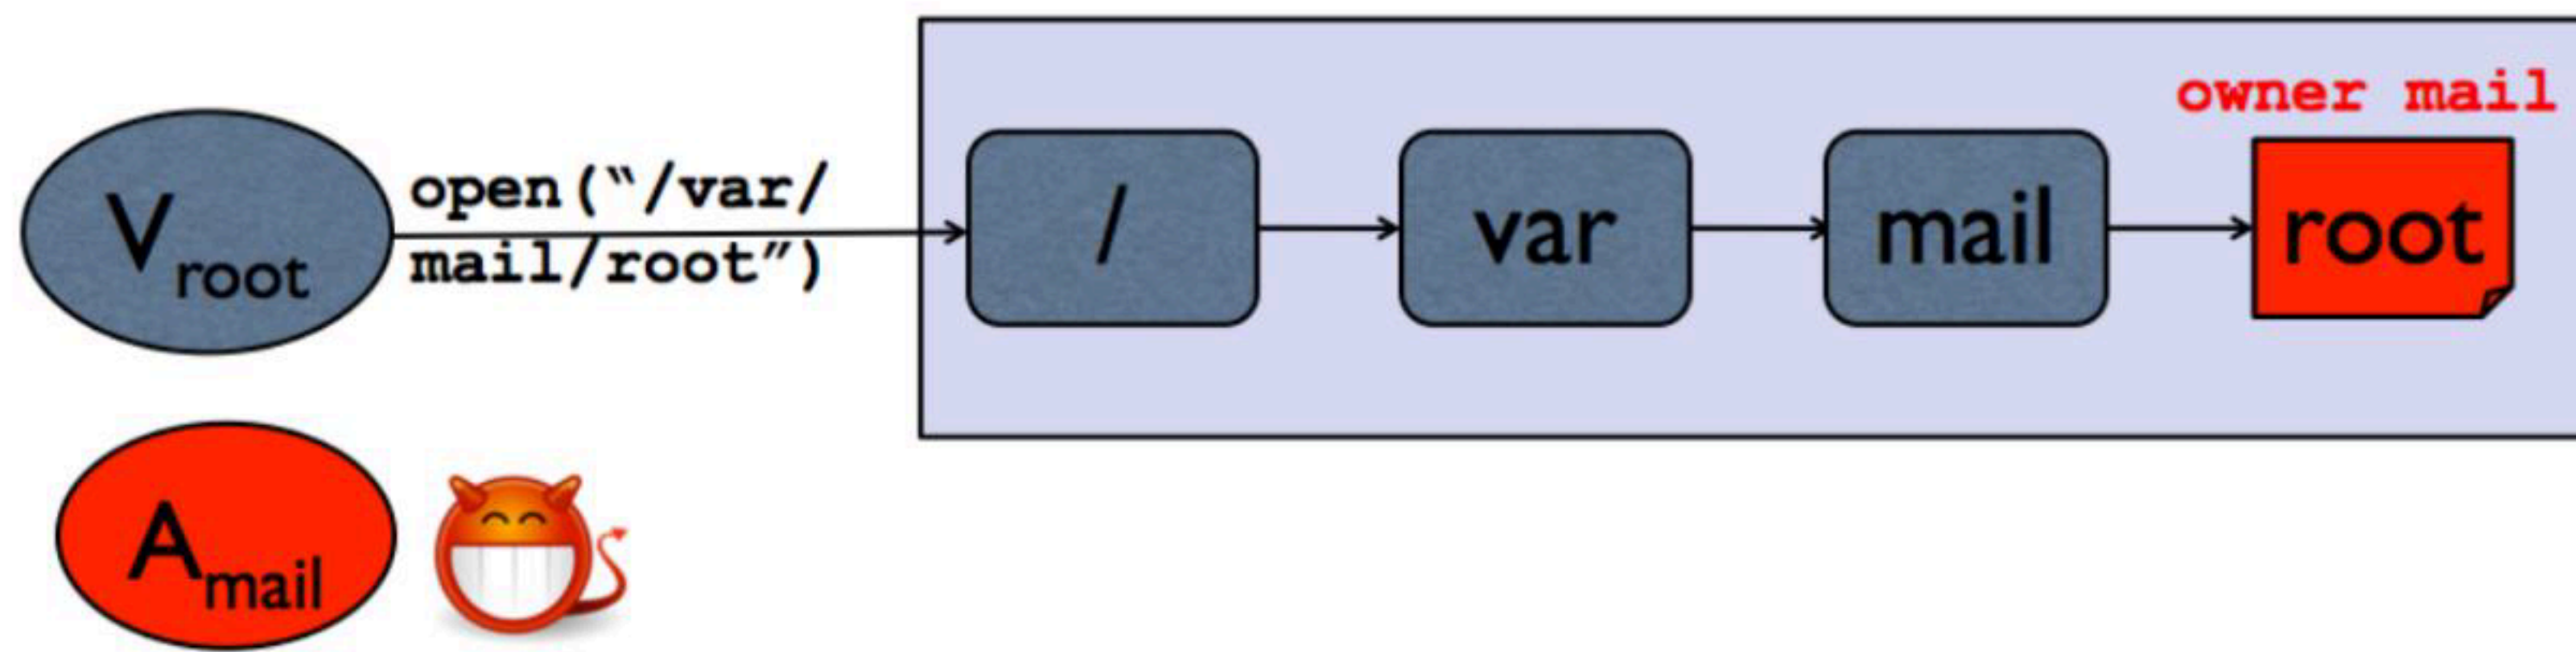 owner mail
V root
open("/var/
mail/root")
/
var
mail
root
A mail